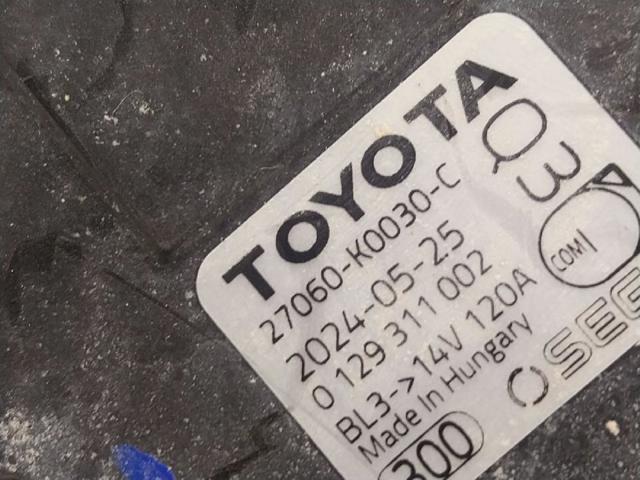 TOYOTA
27060-K0030-C
2024-05-25
0 129 311 002
BL3-> 14V 120A
Made In Hungary
300
Q3
COM
SEG